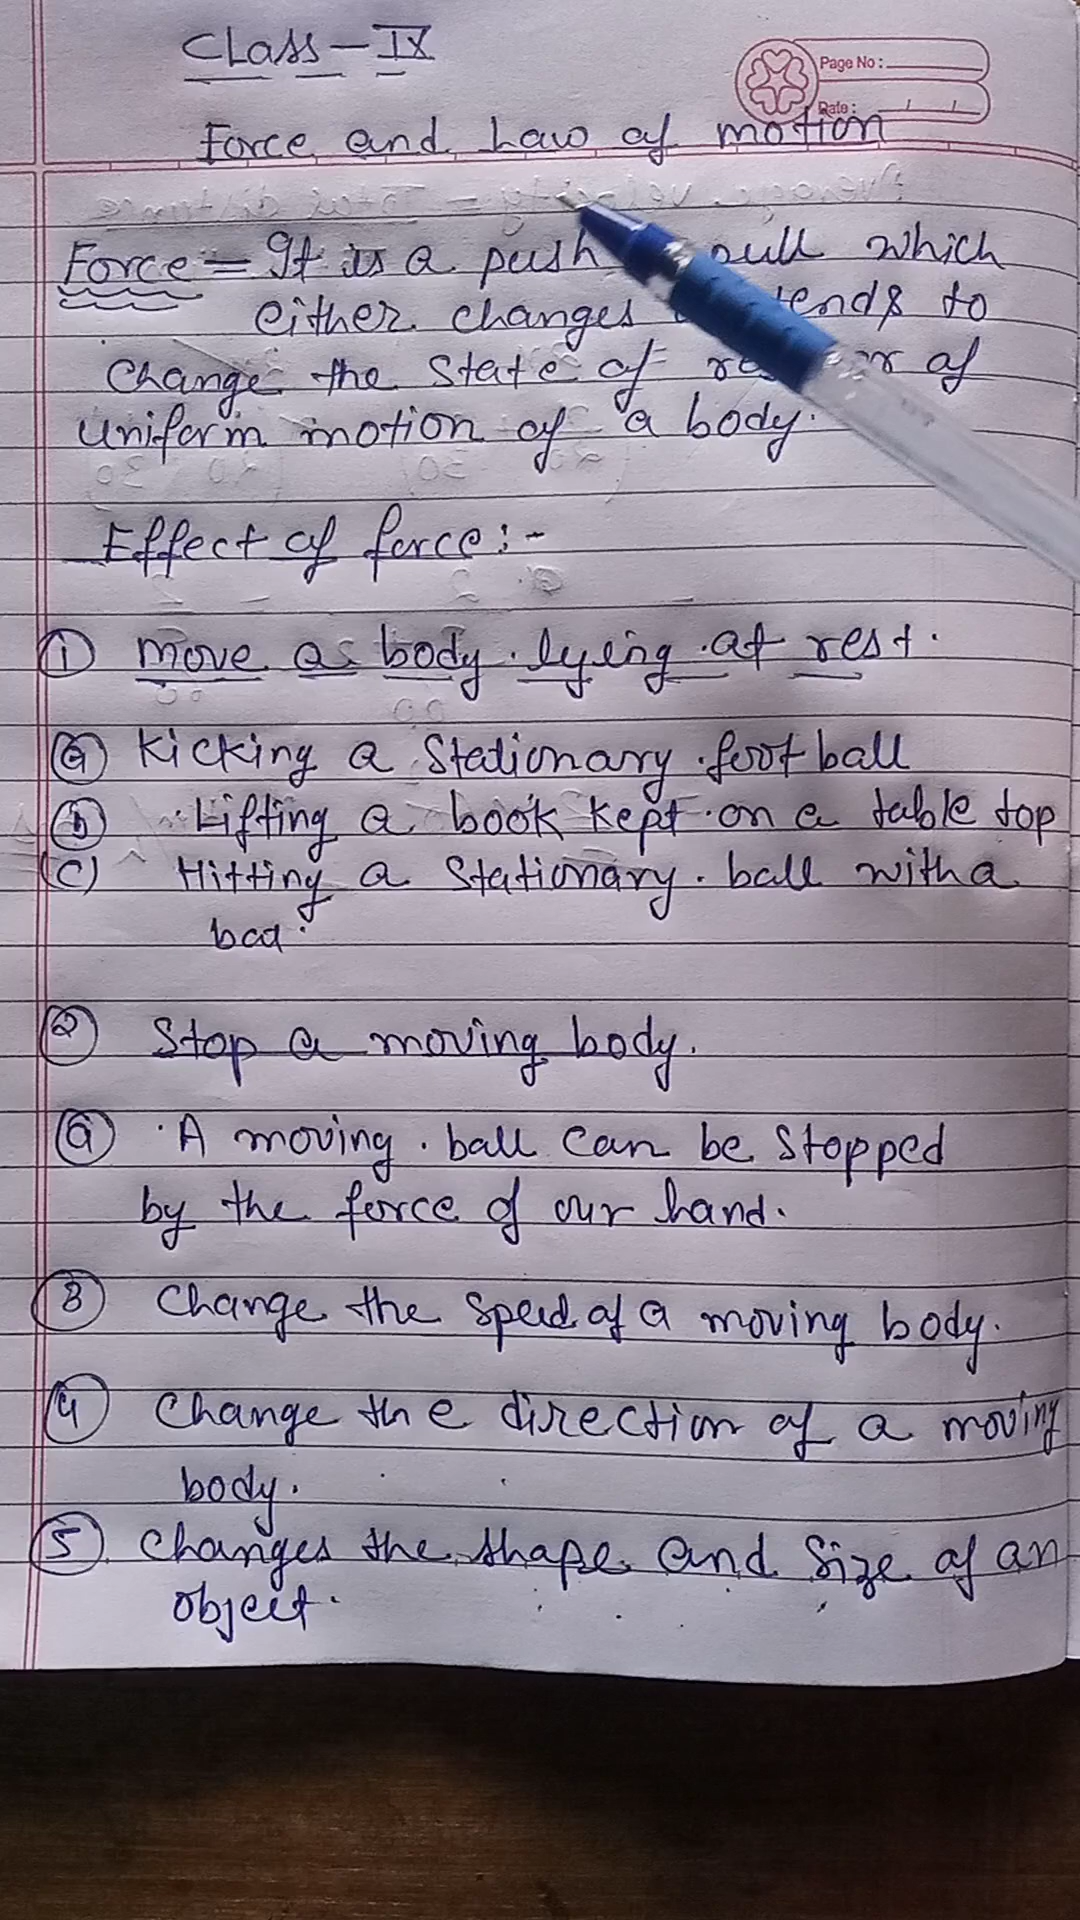 Class - IX
Page No :
Date :
Force and Law of motion
Force = It is a push pull which
either changes tends to
change the state of or of
uniform motion of a body.
Effect of force :-
① move as body lying at rest.
ⓐ Kicking a stationary football
ⓑ Lifting a book kept on a table top
(C) Hitting a stationary ball with a
bat.
② Stop a moving body.
ⓐ A moving ball can be stopped
by the force of our hand.
③ Change the speed of a moving body.
④ Change the direction of a moving
body.
⑤ Changes the shape and size of an
object.